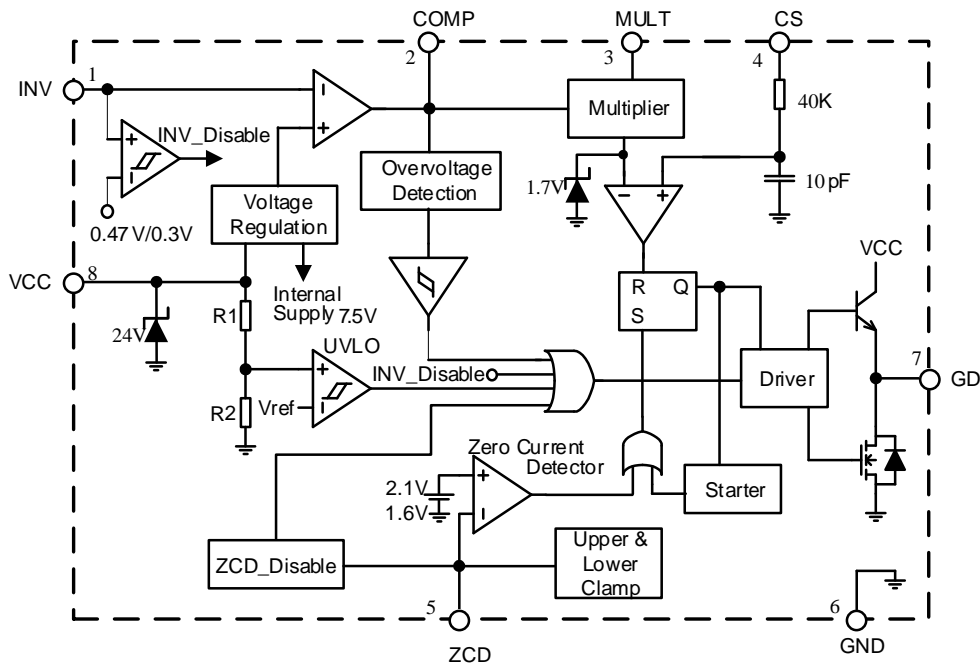 COMP
MULT
CS
2
3
4
INV
1
Multiplier
40K
INV_Disable
Overvoltage
Detection
1.7V
10pF
Voltage
Regulation
0.47V/0.3V
VCC
8
VCC
R
Q
S
Internal
Supply 7.5V
R1
24V
UVLO
7
GD
INV_Disable
Driver
R2
Vref
Zero Current
Detector
2.1V
1.6V
Starter
ZCD_Disable
Upper &
Lower
Clamp
5
6
ZCD
GND